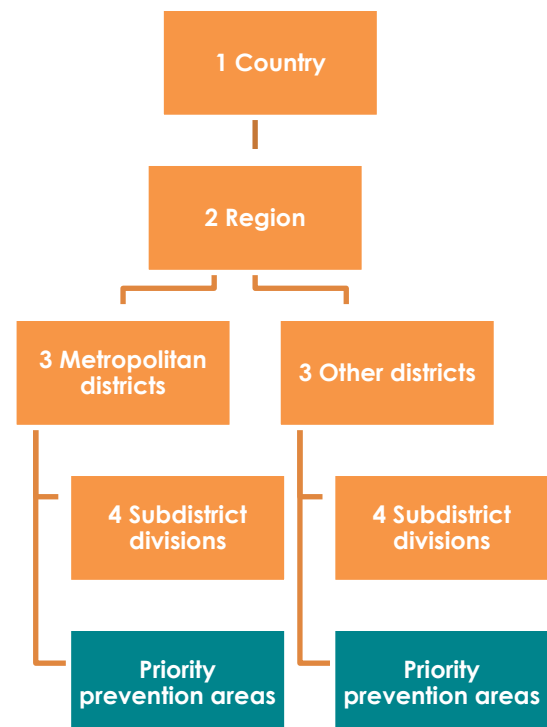 1 Country
2 Region
3 Metropolitan
districts
3 Other districts
4 Subdistrict
divisions
4 Subdistrict
divisions
Priority
prevention areas
Priority
prevention areas